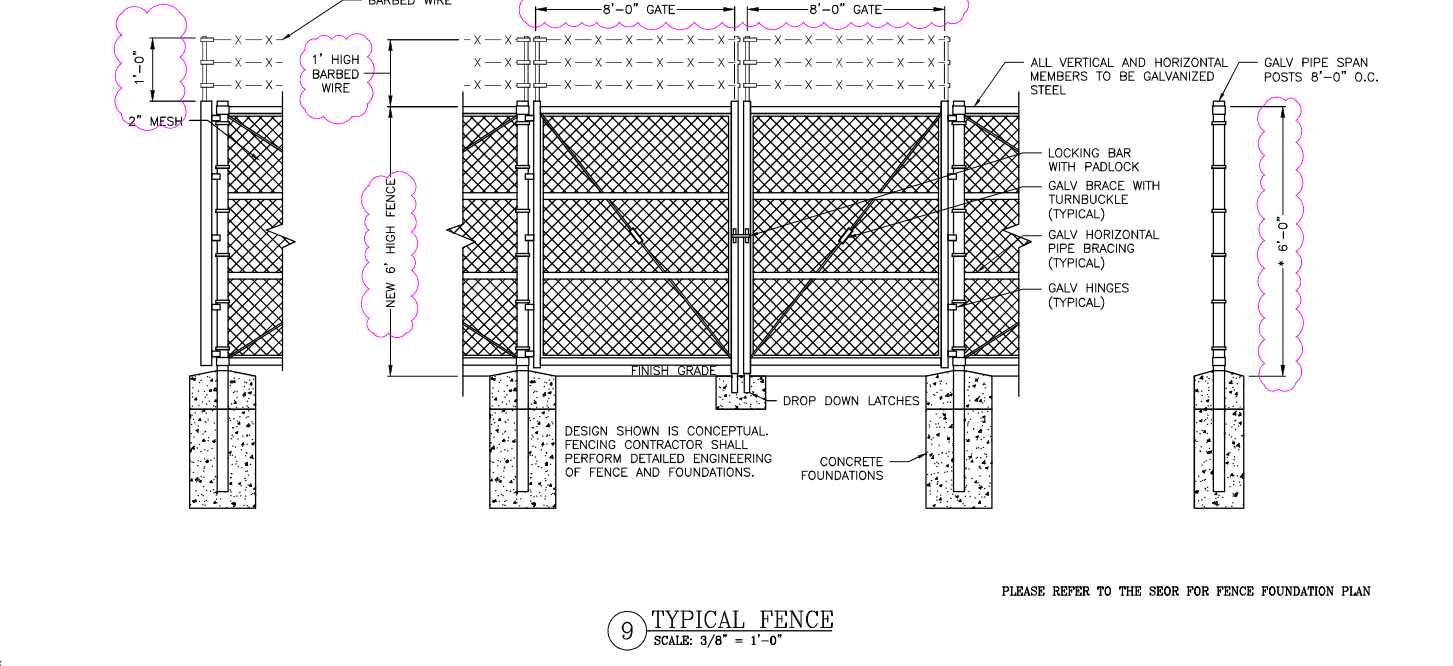 BARBED WIRE
8'-0" GATE
8'-0" GATE
1'-0"
1' HIGH
BARBED
WIRE
2" MESH
NEW 6' HIGH FENCE
ALL VERTICAL AND HORIZONTAL
MEMBERS TO BE GALVANIZED
STEEL
GALV PIPE SPAN
POSTS 8'-0" O.C.
LOCKING BAR
WITH PADLOCK
GALV BRACE WITH
TURNBUCKLE
(TYPICAL)
GALV HORIZONTAL
PIPE BRACING
(TYPICAL)
GALV HINGES
(TYPICAL)
* 6'-0"
FINISH GRADE
DROP DOWN LATCHES
DESIGN SHOWN IS CONCEPTUAL.
FENCING CONTRACTOR SHALL
PERFORM DETAILED ENGINEERING
OF FENCE AND FOUNDATIONS.
CONCRETE
FOUNDATIONS
PLEASE REFER TO THE SEOR FOR FENCE FOUNDATION PLAN
9 TYPICAL FENCE
SCALE: 3/8" = 1'-0"